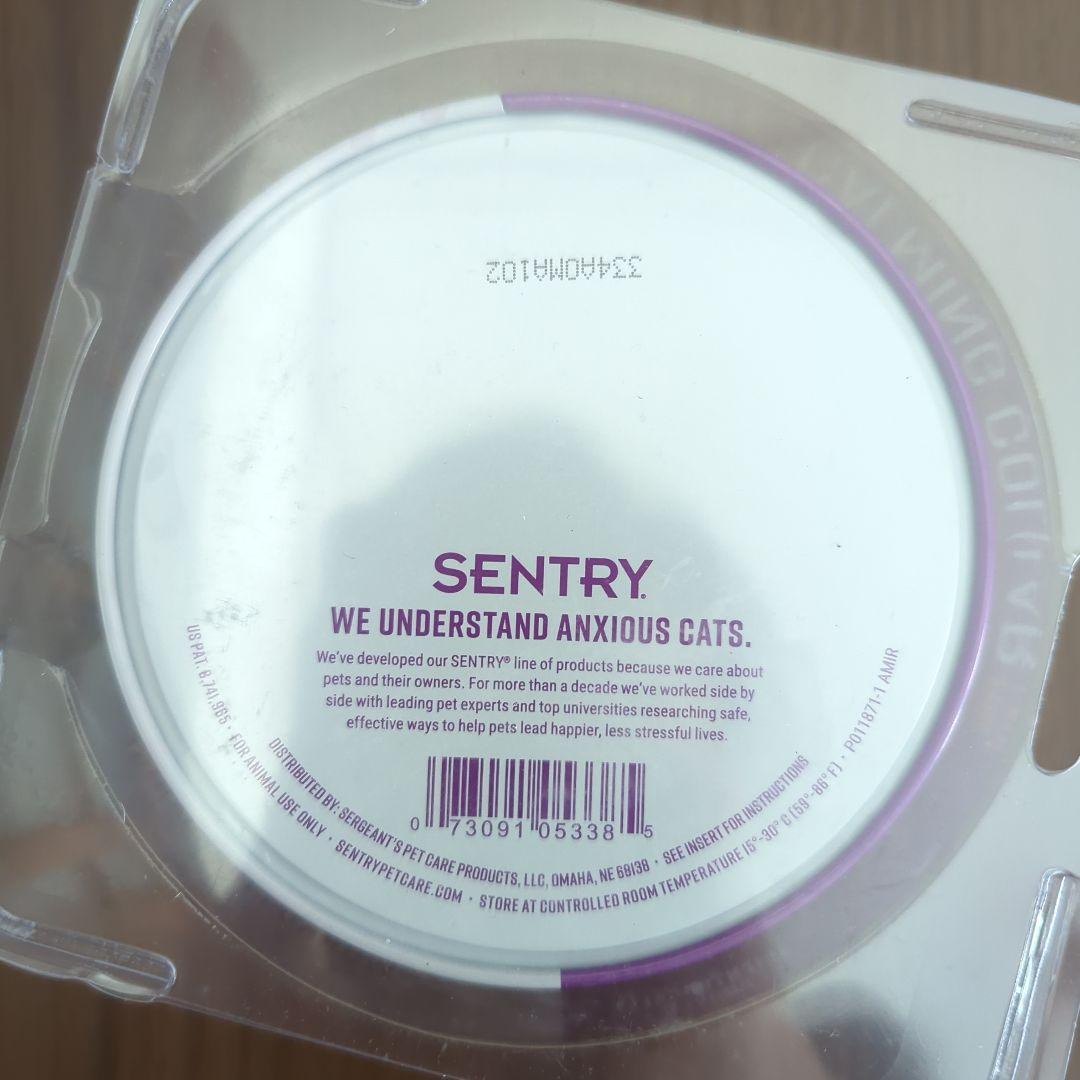 334AOMA102
CALMING COLLAR
SENTRY.
WE UNDERSTAND ANXIOUS CATS.
We've developed our SENTRY® line of products because we care about
pets and their owners. For more than a decade we've worked side by
side with leading pet experts and top universities researching safe,
effective ways to help pets lead happier, less stressful lives.
0 73091 05338 5
DISTRIBUTED BY: SERGEANT'S PET CARE PRODUCTS, LLC, OMAHA, NE 68138 · SEE INSERT FOR INSTRUCTIONS
US PAT. 8,741,965 · FOR ANIMAL USE ONLY · SENTRYPETCARE.COM · STORE AT CONTROLLED ROOM TEMPERATURE 15°-30° C (59°-86° F) · P011871-1 AMIR